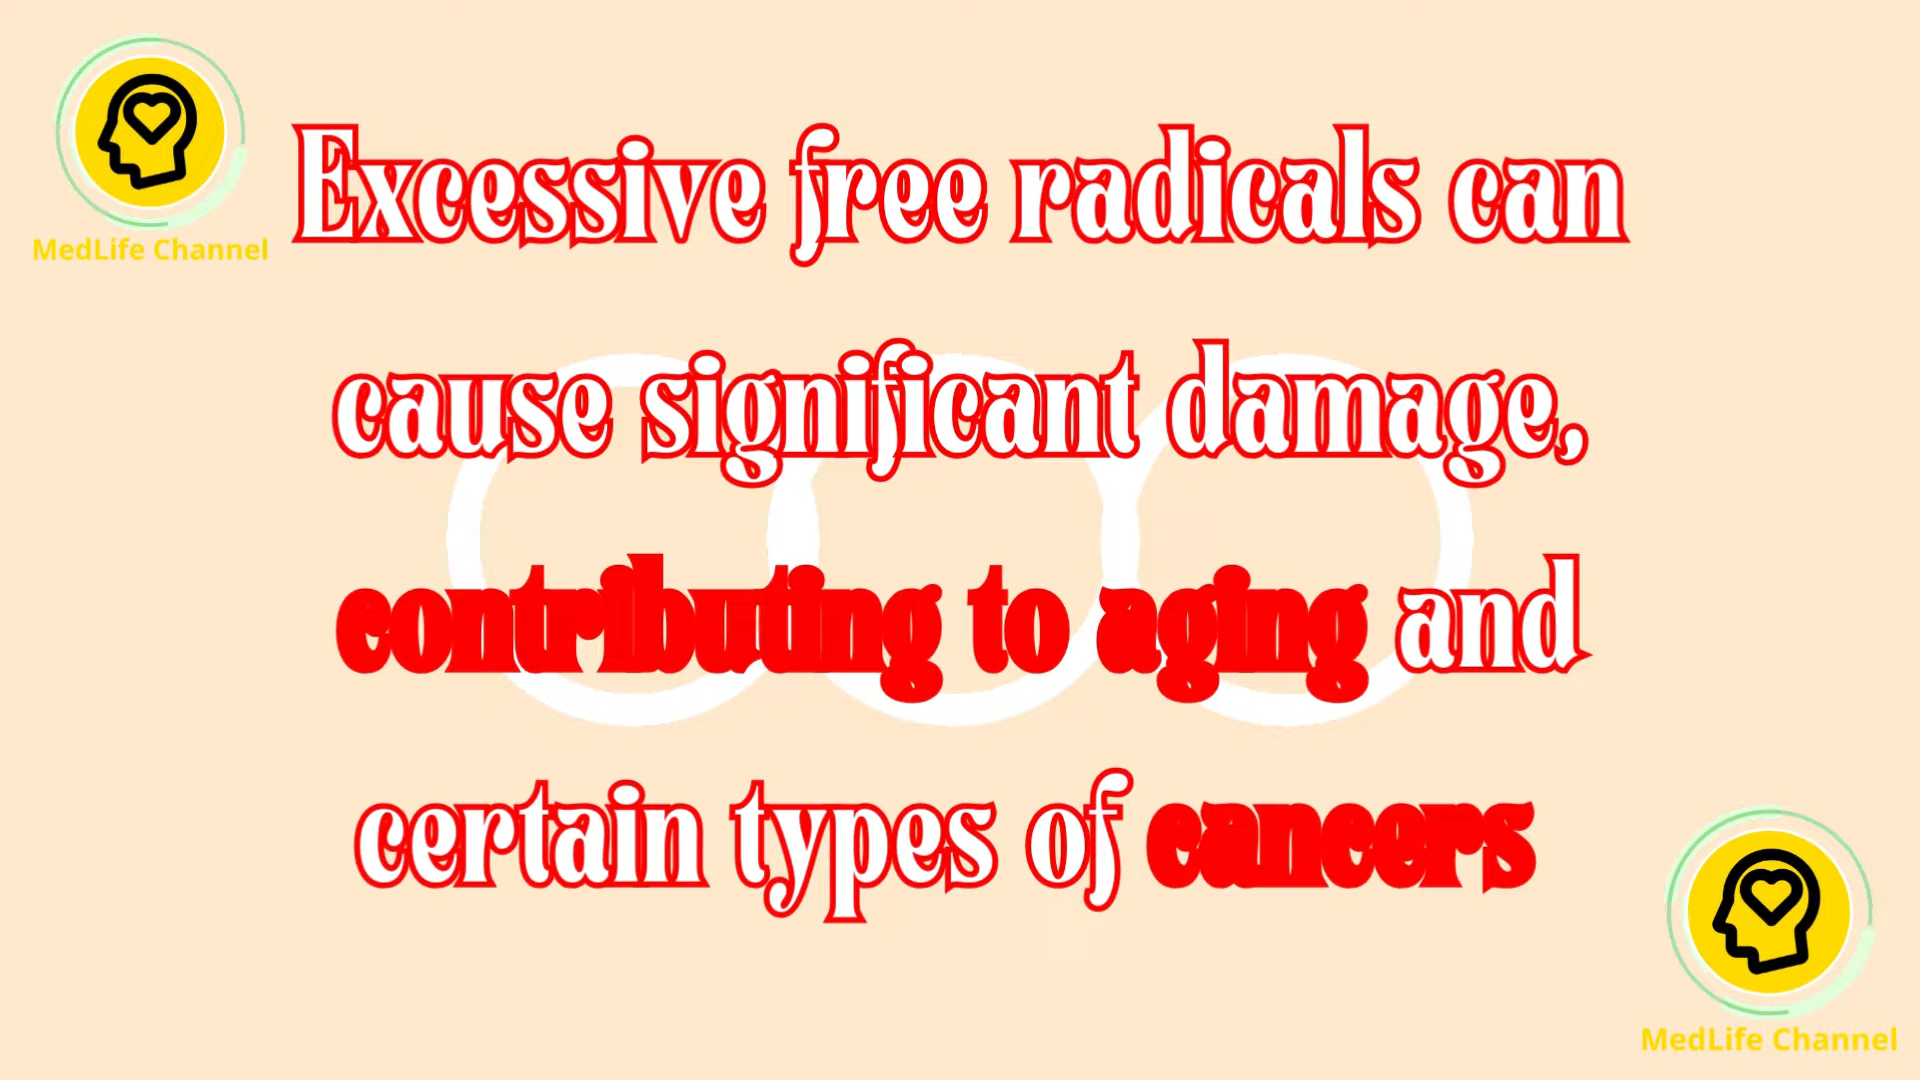 MedLife Channel
Excessive free radicals can
cause significant damage,
contributing to aging and
certain types of cancers
MedLife Channel